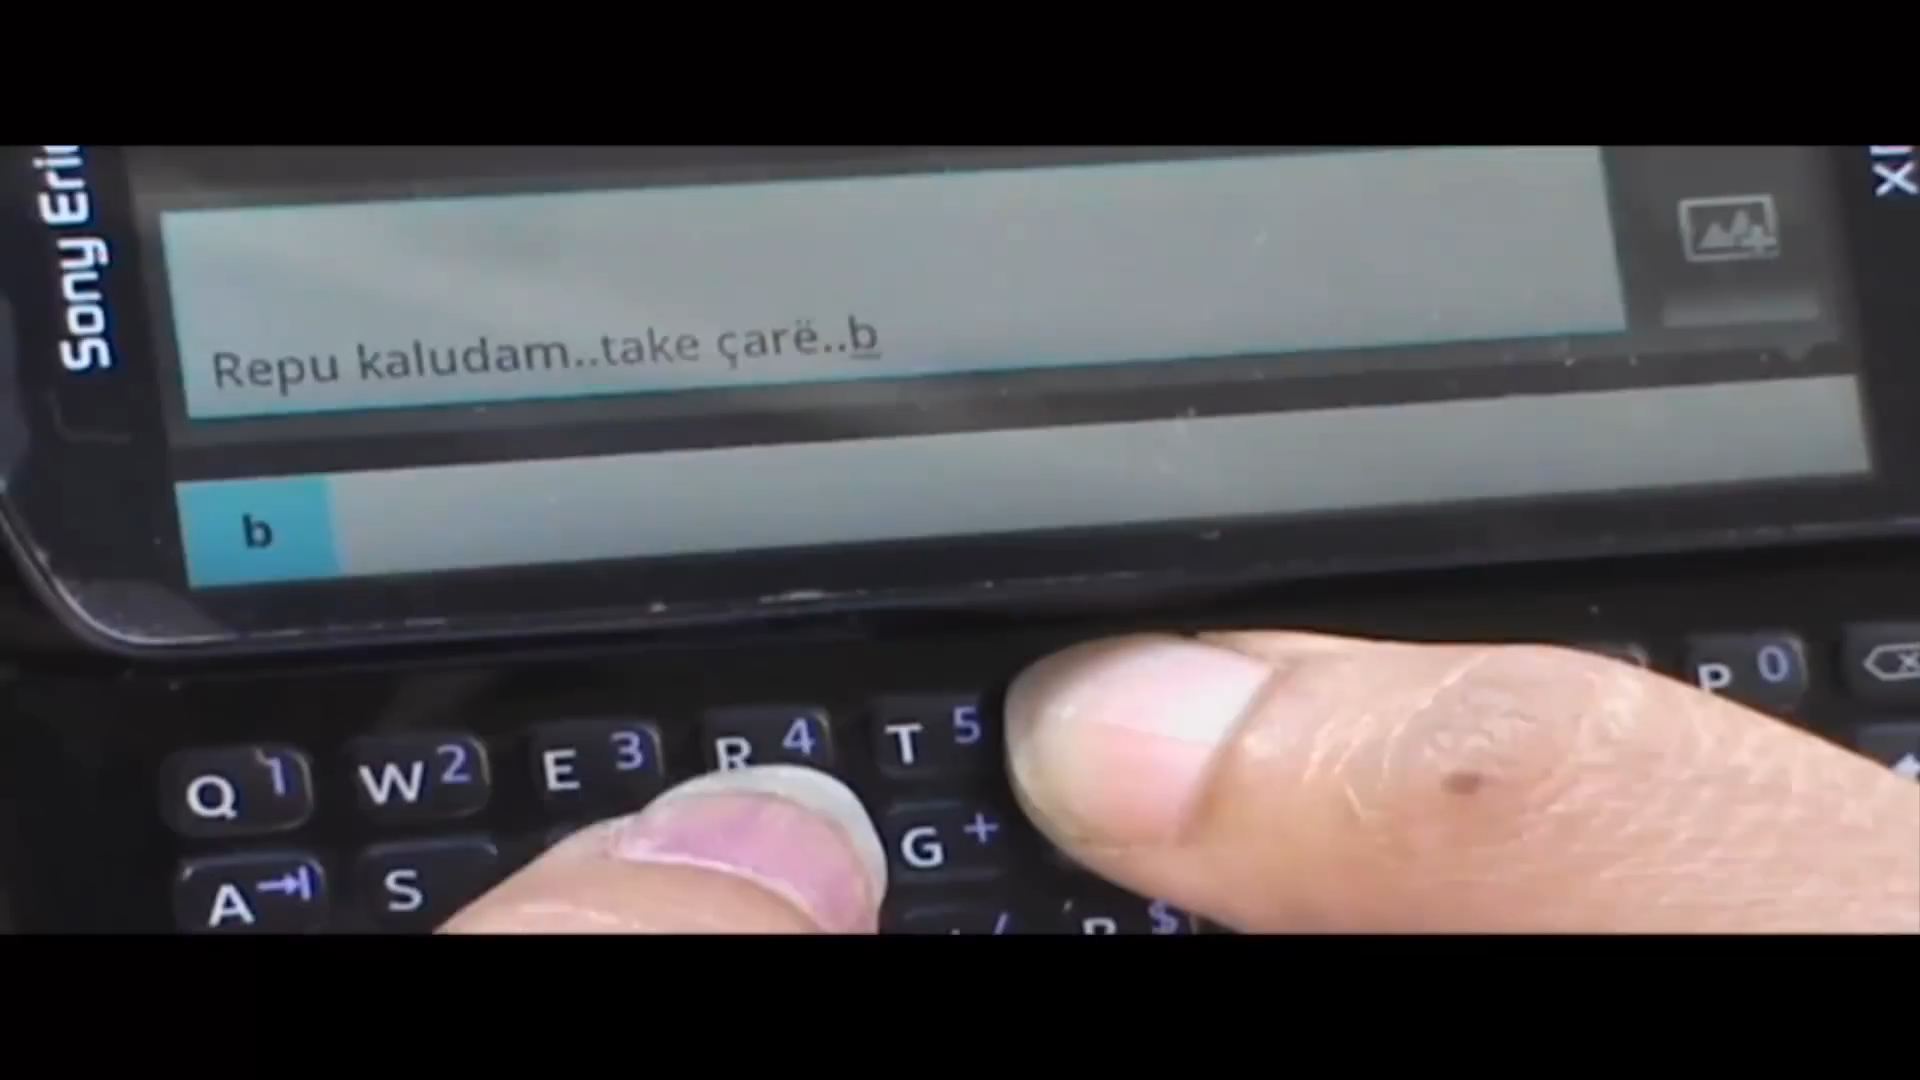 Sony Eri
Repu kaludam..take çarë..b
b
Q 1 W 2 E 3 R 4 T 5 P 0
A S G +
B $